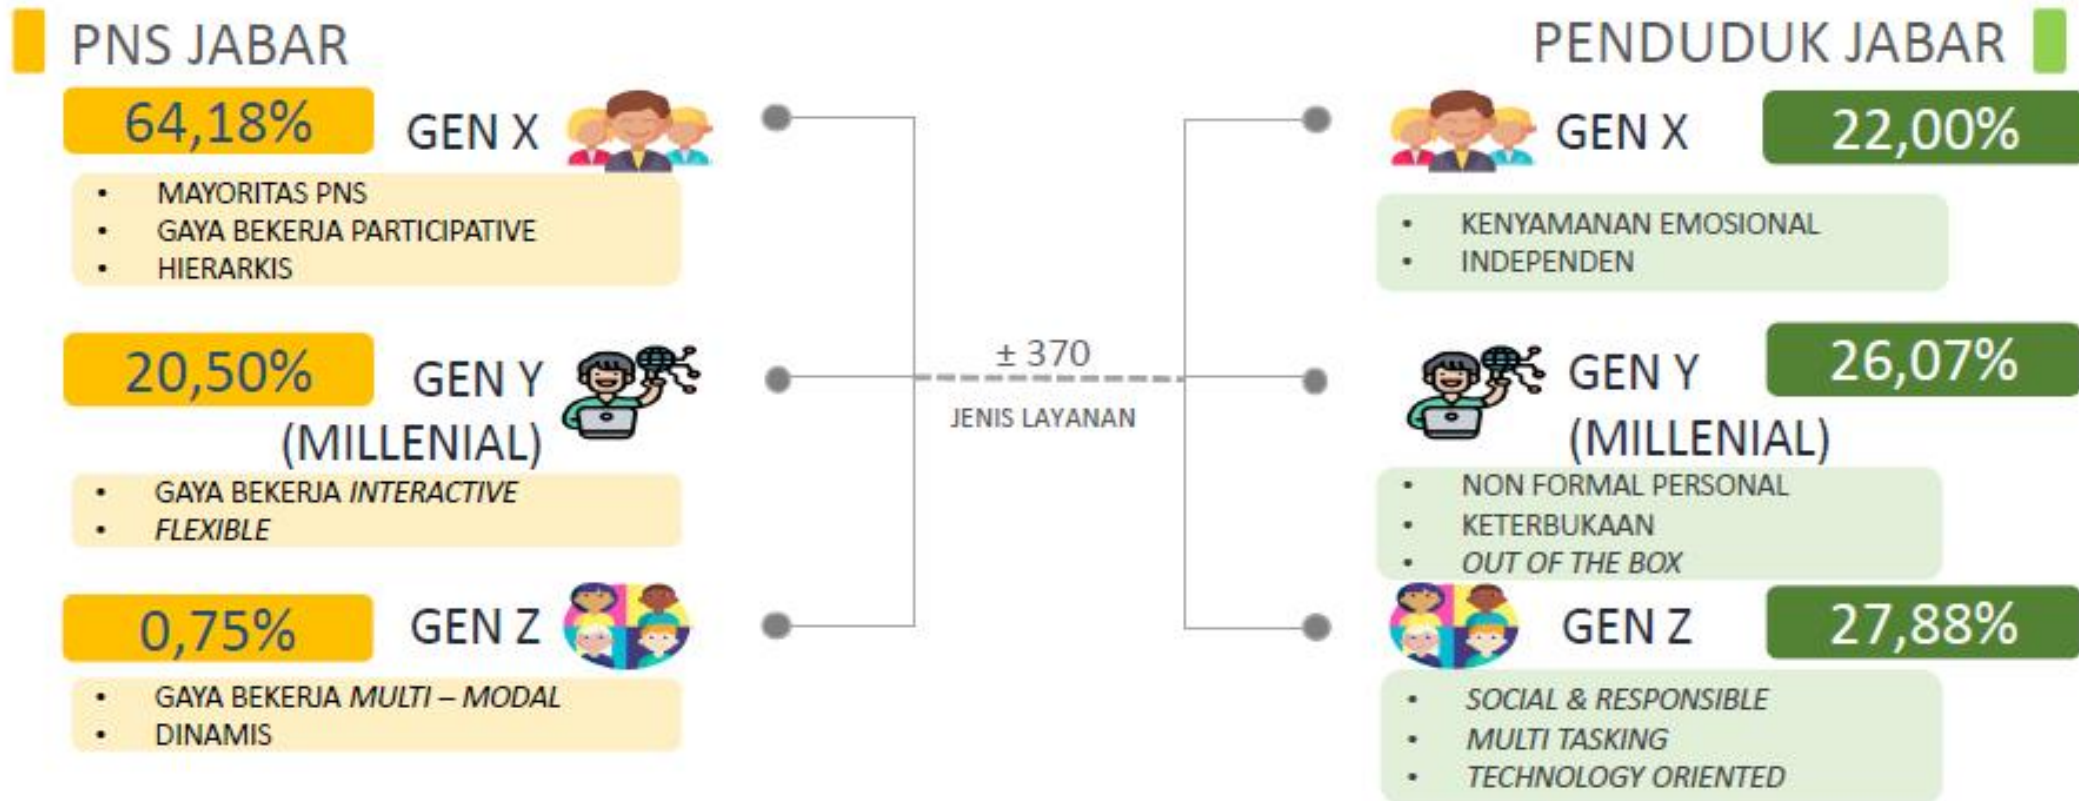 PNS JABAR
64,18%
GEN X
• MAYORITAS PNS
• GAYA BEKERJA PARTICIPATIVE
• HIERARKIS
20,50%
GEN Y
(MILLENIAL)
• GAYA BEKERJA INTERACTIVE
• FLEXIBLE
0,75%
GEN Z
• GAYA BEKERJA MULTI – MODAL
• DINAMIS
± 370
JENIS LAYANAN
PENDUDUK JABAR
GEN X
22,00%
• KENYAMANAN EMOSIONAL
• INDEPENDEN
GEN Y
(MILLENIAL)
26,07%
• NON FORMAL PERSONAL
• KETERBUKAAN
• OUT OF THE BOX
GEN Z
27,88%
• SOCIAL & RESPONSIBLE
• MULTI TASKING
• TECHNOLOGY ORIENTED